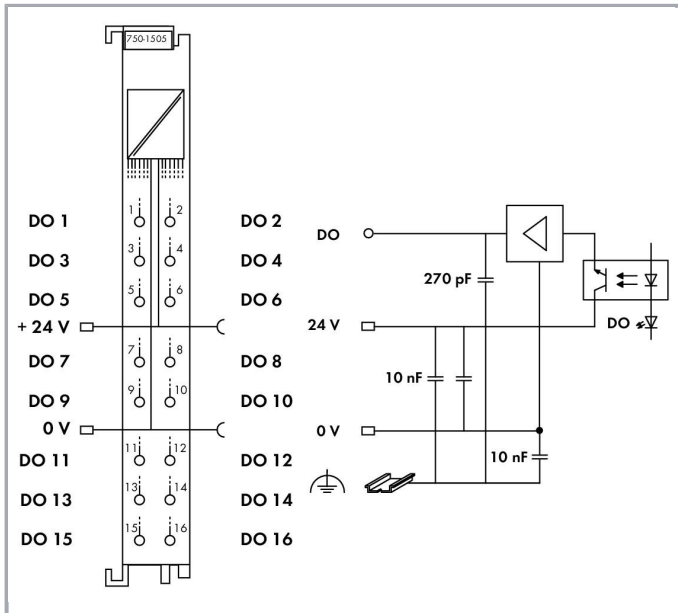 750-1505
1 2
DO 1 DO 2
3 4
DO 3 DO 4
5 6
DO 5 DO 6
+ 24 V
7 8
DO 7 DO 8
9 10
DO 9 DO 10
0 V
11 12
DO 11 DO 12
13 14
DO 13 DO 14
15 16
DO 15 DO 16
DO
270 pF
24 V
DO
10 nF
0 V
10 nF